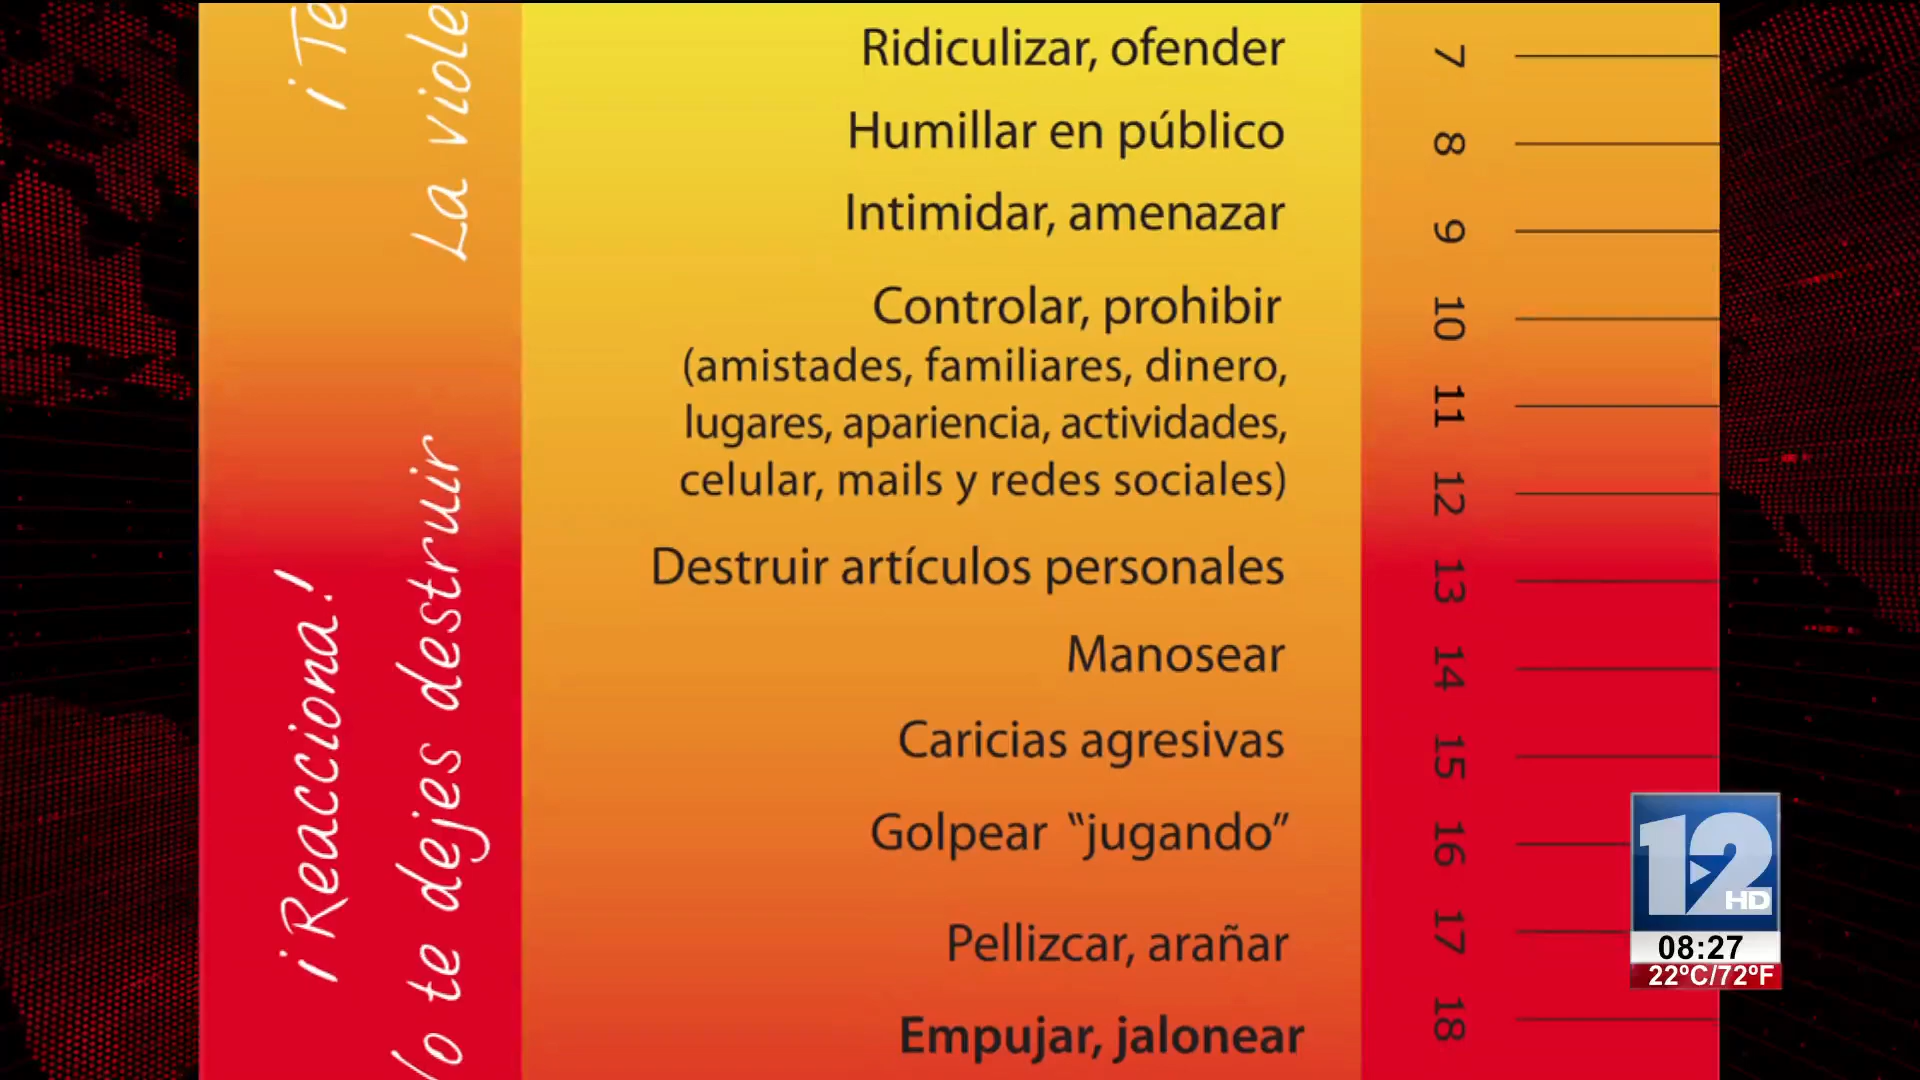 Ridiculizar, ofender
Humillar en público
Intimidar, amenazar
Controlar, prohibir
(amistades, familiares, dinero,
lugares, apariencia, actividades,
celular, mails y redes sociales)
Destruir artículos personales
Manosear
Caricias agresivas
Golpear “jugando”
Pellizcar, arañar
Empujar, jalonear
7
8
9
10
11
12
13
14
15
16
17
18
¡Reacciona!
No te dejes destruir
¡Te
La viole
12
HD
08:27
22ºC/72ºF